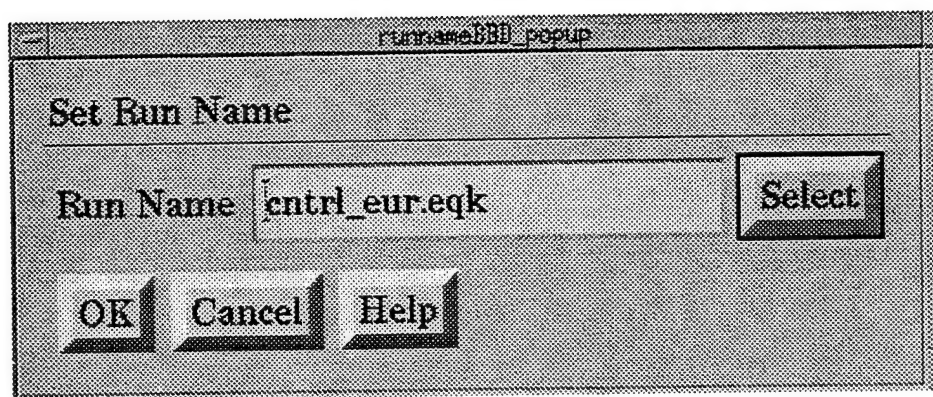 runnameBBD_popup
Set Run Name
Run Name cntrl_eur.eqk Select
OK Cancel Help